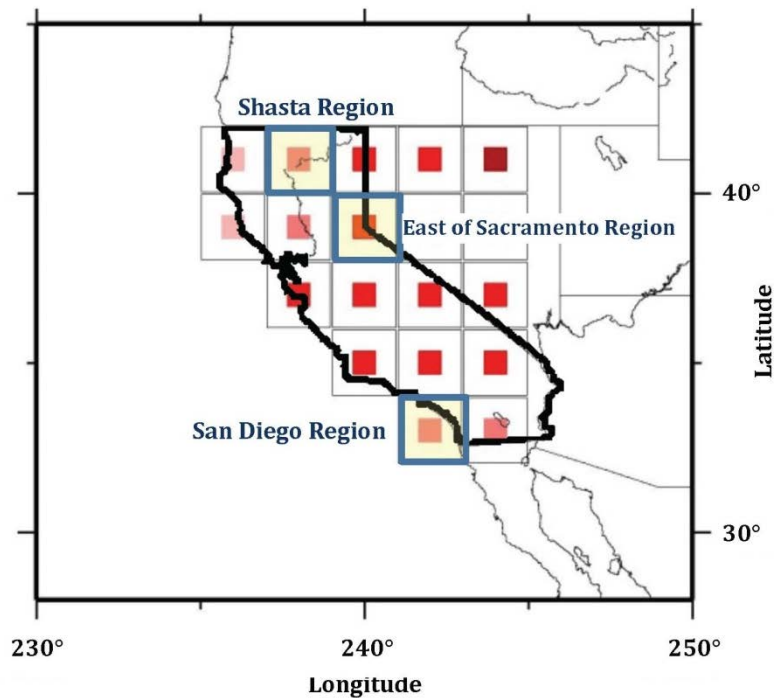 Shasta Region
40°
East of Sacramento Region
Latitude
San Diego Region
30°
230°
240°
250°
Longitude